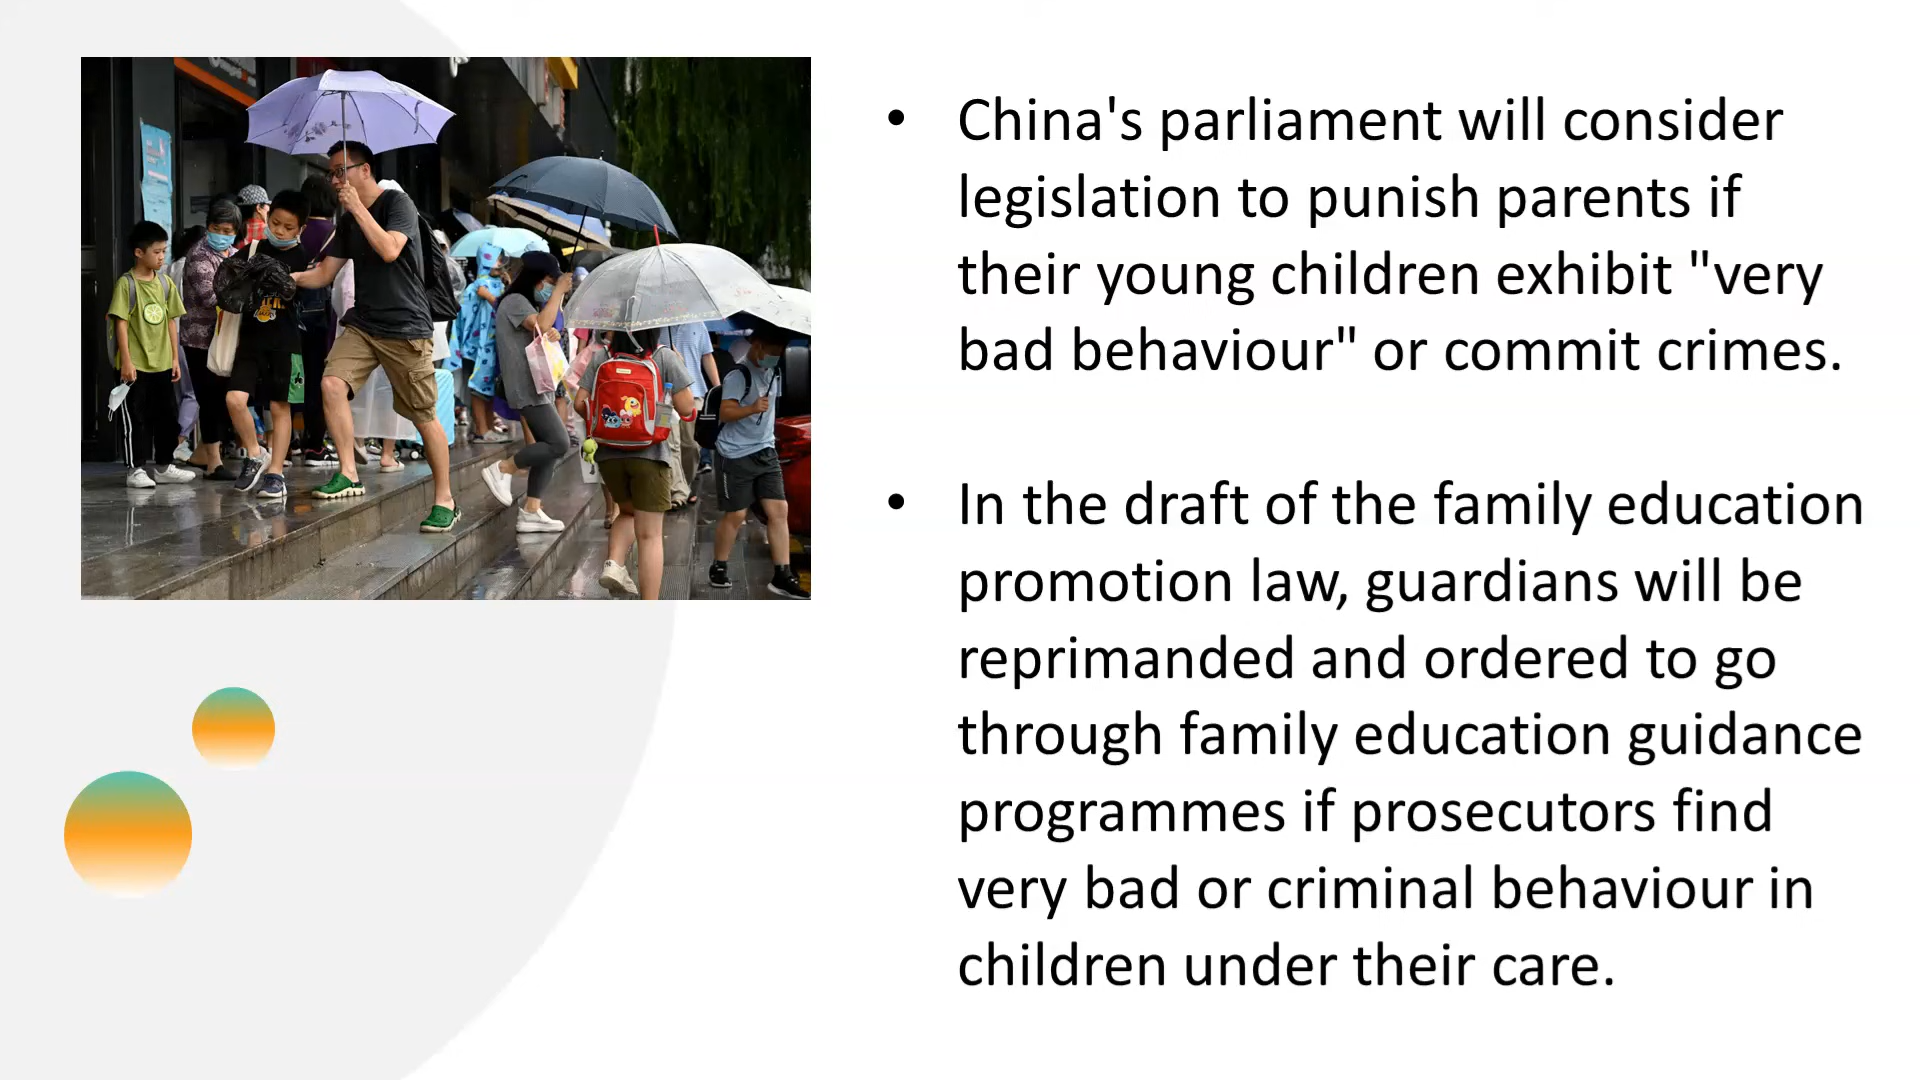 • China's parliament will consider
legislation to punish parents if
their young children exhibit "very
bad behaviour" or commit crimes.
• In the draft of the family education
promotion law, guardians will be
reprimanded and ordered to go
through family education guidance
programmes if prosecutors find
very bad or criminal behaviour in
children under their care.